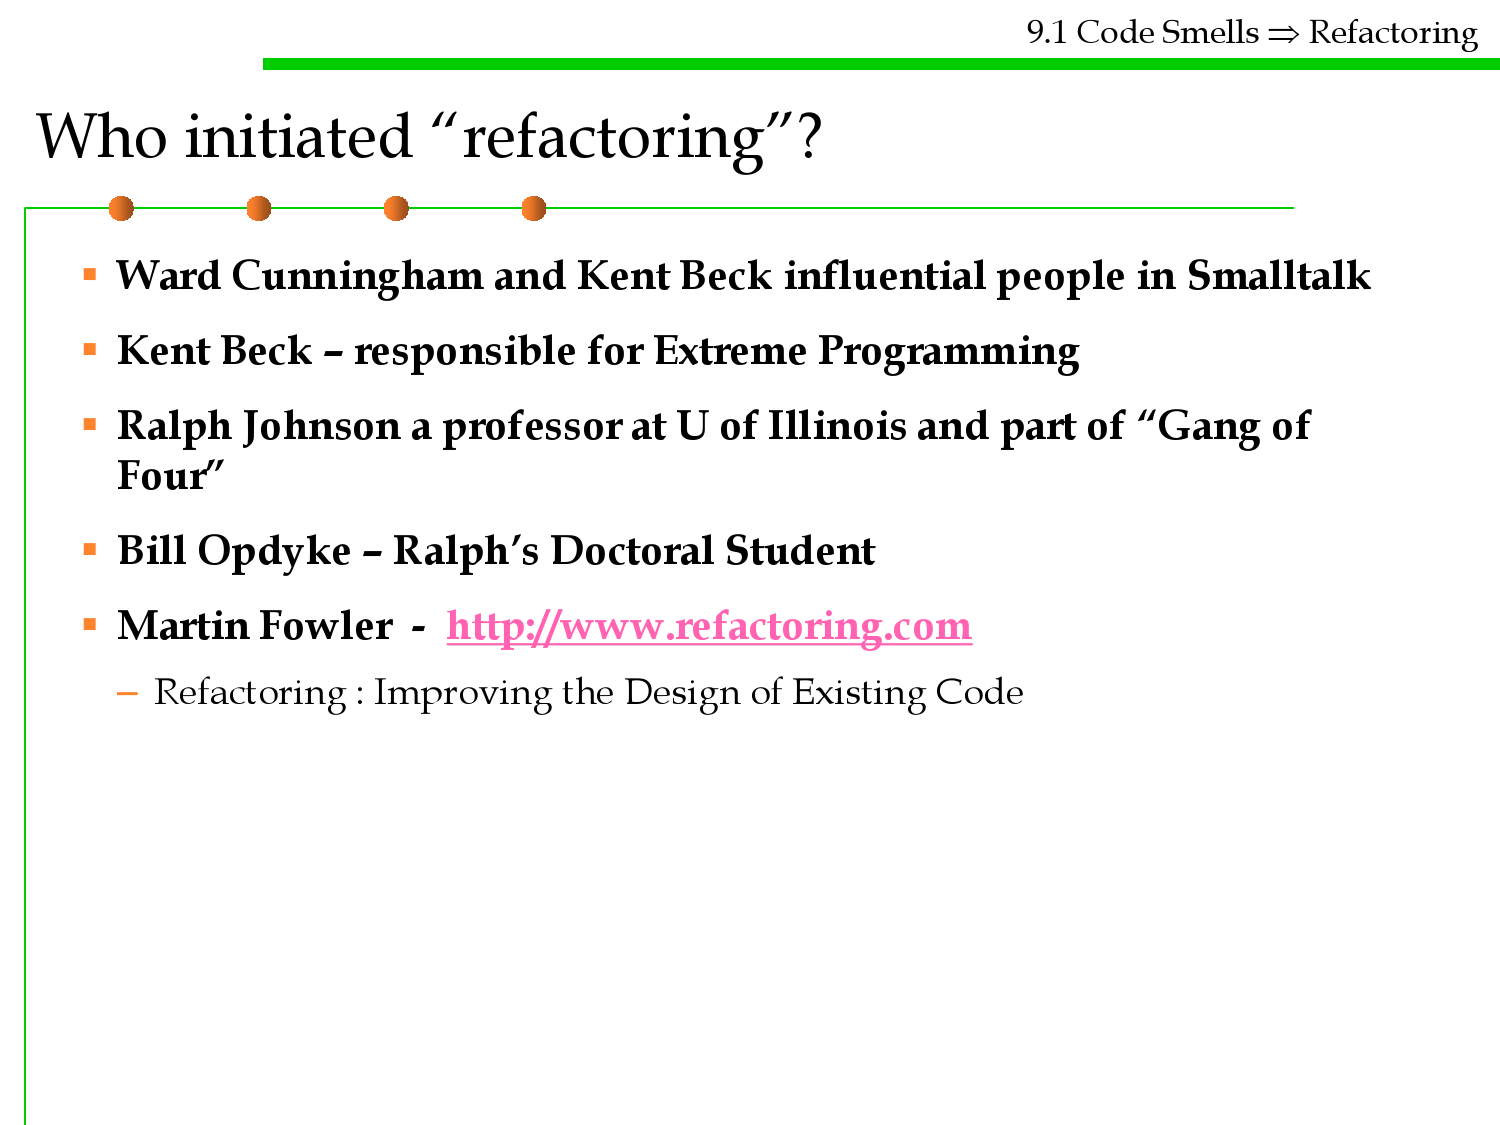 9.1 Code Smells ⇒ Refactoring
Who initiated “refactoring”?
▪ Ward Cunningham and Kent Beck influential people in Smalltalk
▪ Kent Beck – responsible for Extreme Programming
▪ Ralph Johnson a professor at U of Illinois and part of “Gang of
Four”
▪ Bill Opdyke – Ralph’s Doctoral Student
▪ Martin Fowler - http://www.refactoring.com
– Refactoring : Improving the Design of Existing Code